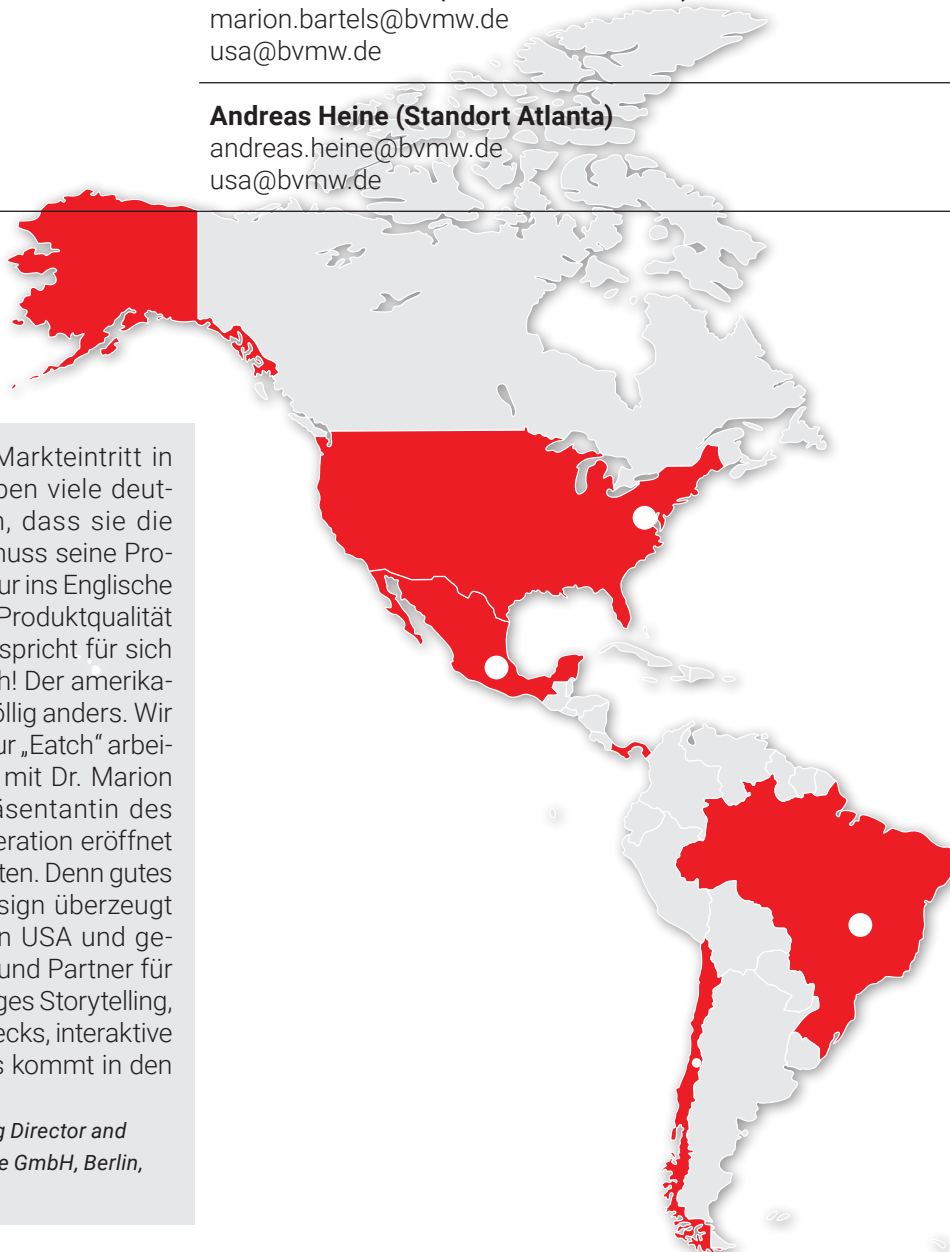 marion.bartels@bvmw.de
usa@bvmw.de
Andreas Heine (Standort Atlanta)
andreas.heine@bvmw.de
usa@bvmw.de
Markteintritt in
ben viele deut-
n, dass sie die
nuss seine Pro-
ur ins Englische
Produktqualität
spricht für sich
h! Der amerika-
öllig anders. Wir
ur „Eatch“ arbei-
mit Dr. Marion
äsentantin des
eration eröffnet
ten. Denn gutes
sign überzeugt
n USA und ge-
und Partner für
ges Storytelling,
ecks, interaktive
s kommt in den
g Director and
e GmbH, Berlin,